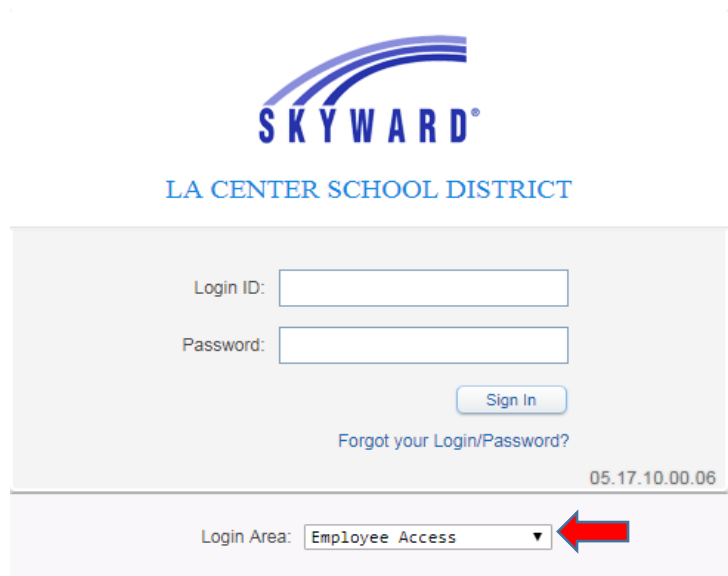 SKYWARD®
LA CENTER SCHOOL DISTRICT
Login ID:
Password:
Sign In
Forgot your Login/Password?
05.17.10.00.06
Login Area: Employee Access